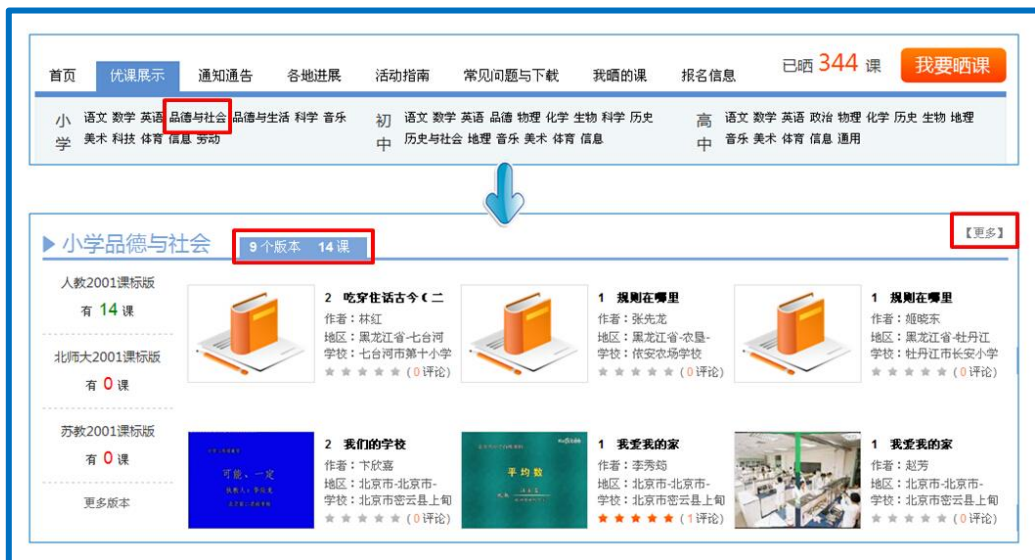 首页 优课展示 通知通告 各地进展 活动指南 常见问题与下载 我晒的课 报名信息 已晒 344 课 我要晒课
小学 语文 数学 英语 品德与社会 品德与生活 科学 音乐
美术 科技 体育 信息 劳动
初中 语文 数学 英语 品德 物理 化学 生物 科学 历史
历史与社会 地理 音乐 美术 体育 信息
高中 语文 数学 英语 政治 物理 化学 历史 生物 地理
音乐 美术 体育 信息 通用
小学品德与社会 9个版本 14课 【更多】
人教2001课标版
有 14 课
北师大2001课标版
有 0 课
苏教2001课标版
有 0 课
更多版本
2 吃穿住话古今(二
作者:林红
地区:黑龙江省-七台河
学校:七台河市第十小学
(0评论)
1 规则在哪里
作者:张先龙
地区:黑龙江省-农垦-
学校:依安农场学校
(0评论)
1 规则在哪里
作者:姬晓东
地区:黑龙江省-牡丹江
学校:牡丹江市长安小学
(0评论)
可能、一定
2 我们的学校
作者:卞欣嘉
地区:北京市-北京市-
学校:北京市密云县上甸
(0评论)
平均数
1 我爱我的家
作者:李秀筠
地区:北京市-北京市-
学校:北京市密云县上甸
(1评论)
1 我爱我的家
作者:赵芳
地区:北京市-北京市-
学校:北京市密云县上甸
(0评论)